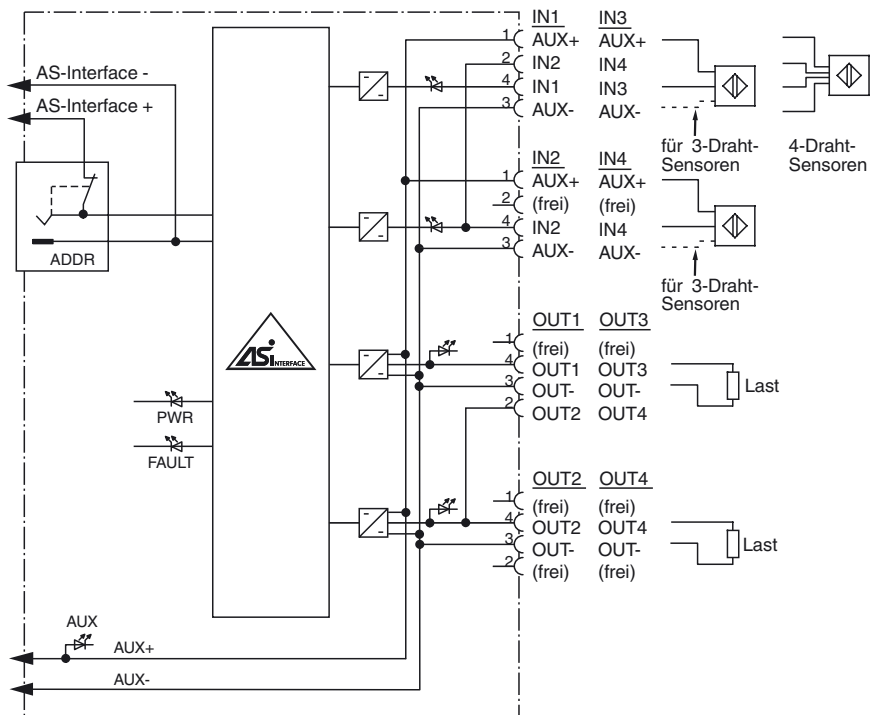 AS-Interface -
AS-Interface +
ADDR
ASi INTERFACE
PWR
FAULT
AUX
AUX+
AUX-
IN1 IN3
1 AUX+ AUX+
2 IN2 IN4
4 IN1 IN3
3 AUX- AUX-
für 3-Draht-
Sensoren
4-Draht-
Sensoren
IN2 IN4
1 AUX+ AUX+
2 (frei) (frei)
4 IN2 IN4
3 AUX- AUX-
für 3-Draht-
Sensoren
OUT1 OUT3
1 (frei) (frei)
4 OUT1 OUT3
3 OUT- OUT-
2 OUT2 OUT4
Last
OUT2 OUT4
1 (frei) (frei)
4 OUT2 OUT4
3 OUT- OUT-
2 (frei) (frei)
Last